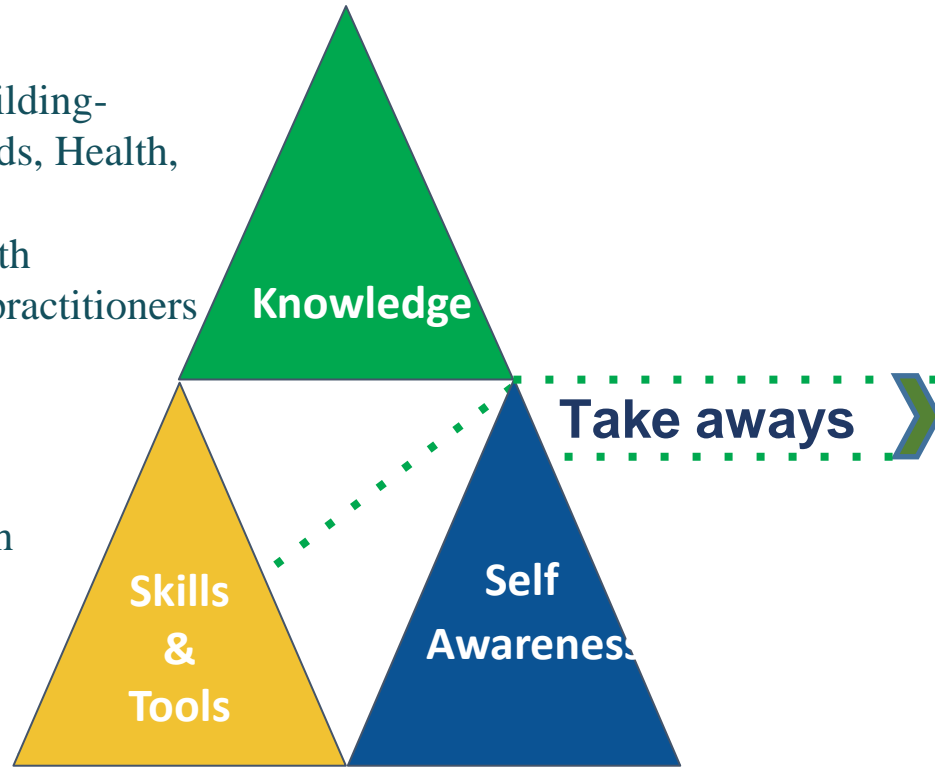 ilding-
ds, Health,
th
practitioners
Knowledge
Take aways
n
Skills
&
Tools
Self
Awareness